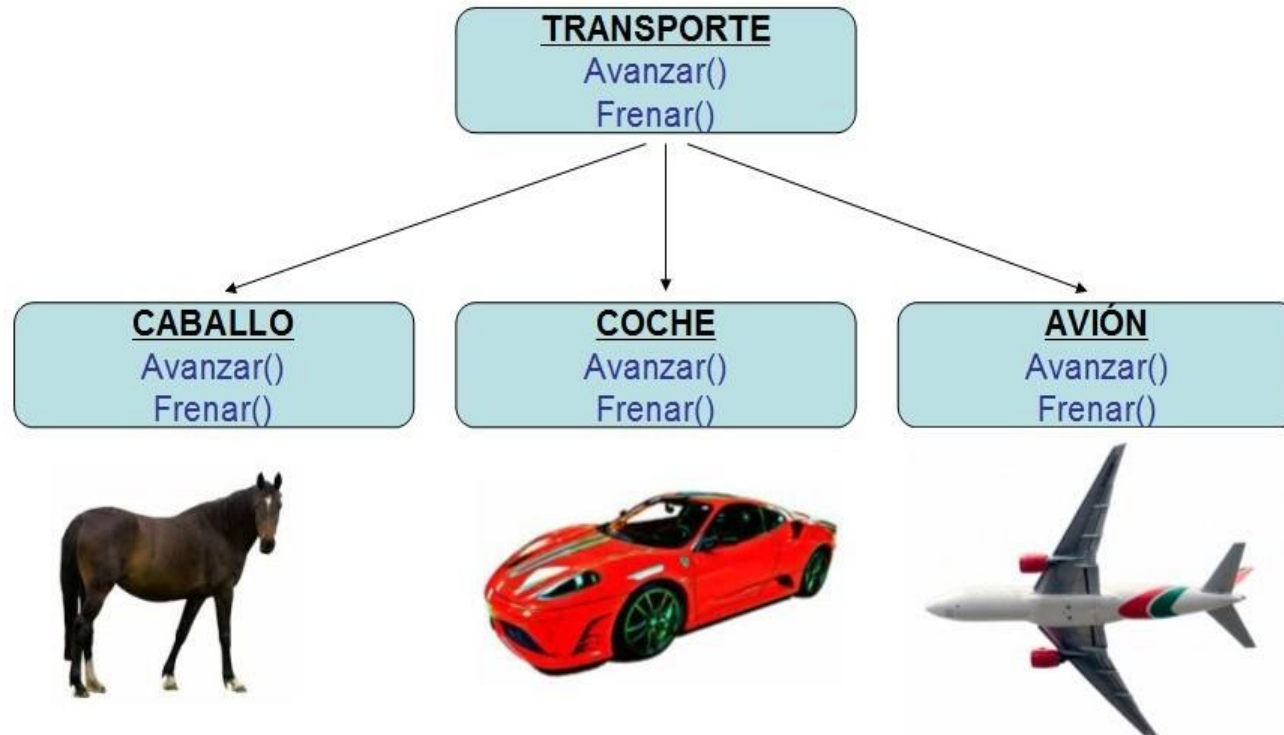 TRANSPORTE
Avanzar()
Frenar()
CABALLO
Avanzar()
Frenar()
COCHE
Avanzar()
Frenar()
AVIÓN
Avanzar()
Frenar()